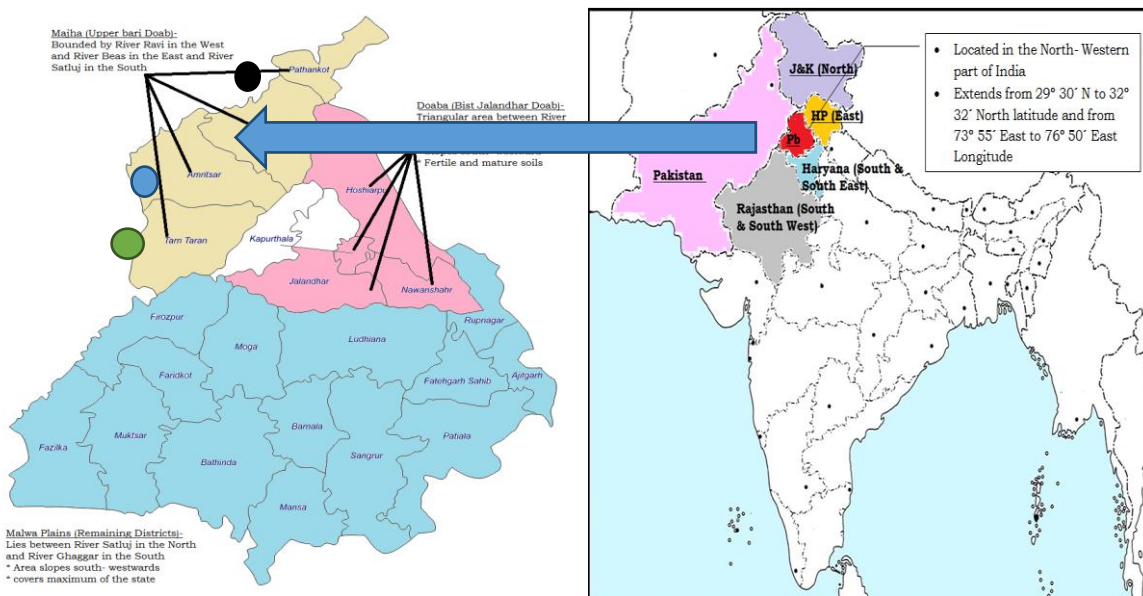 Majha (Upper bari Doab)-
Bounded by River Ravi in the West
and River Beas in the East and River
Satluj in the South
Pathankot
Doaba (Bist Jalandhar Doab)-
Triangular area between River
* Fertile and mature soils
Amritsar
Hoshiarpur
Tarn Taran
Kapurthala
Jalandhar
Nawanshahr
Firozpur
Rupnagar
Moga
Ludhiana
Faridkot
Fatehgarh Sahib
Ajitgarh
Fazilka
Muktsar
Barnala
Patiala
Bathinda
Sangrur
Mansa
Malwa Plains (Remaining Districts)-
Lies between River Satluj in the North
and River Ghaggar in the South
* Area slopes south- westwards
* covers maximum of the state
J&K (North)
HP (East)
Pb
Pakistan
Haryana (South &
South East)
Rajasthan (South
& South West)
• Located in the North- Western
part of India
• Extends from 29° 30´ N to 32°
32´ North latitude and from
73° 55´ East to 76° 50´ East
Longitude